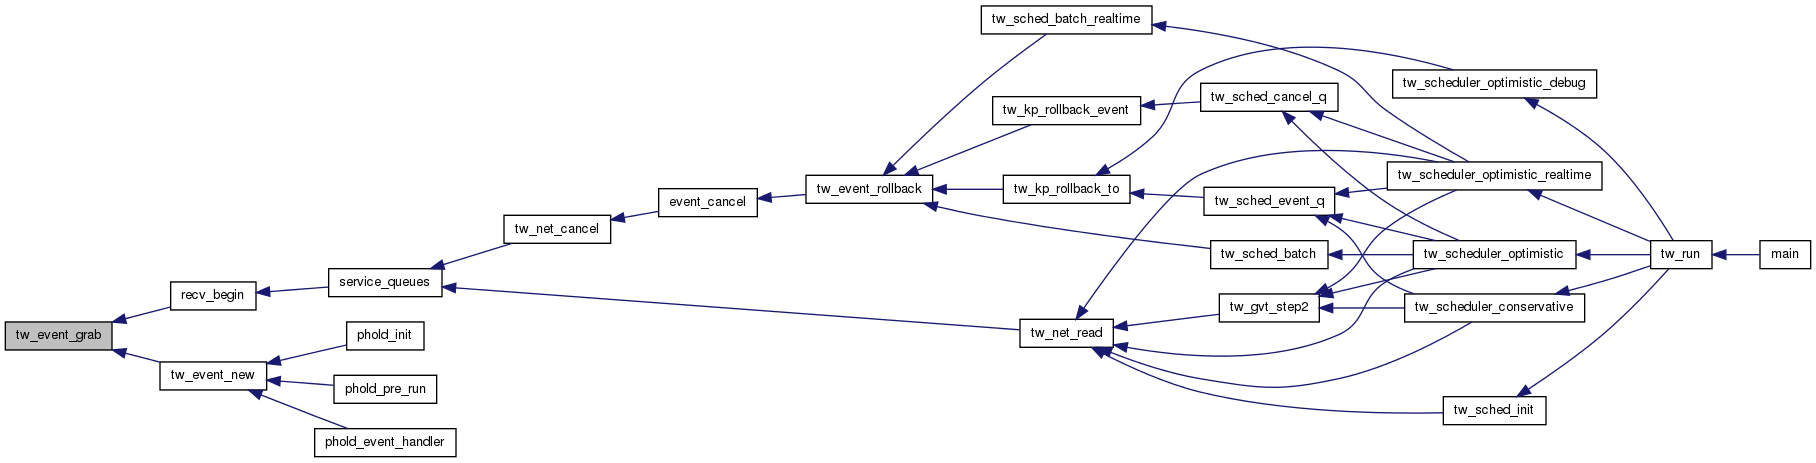 tw_event_grab
recv_begin
tw_event_new
service_queues
phold_init
phold_pre_run
phold_event_handler
tw_net_cancel
event_cancel
tw_event_rollback
tw_sched_batch_realtime
tw_kp_rollback_event
tw_kp_rollback_to
tw_net_read
tw_sched_cancel_q
tw_sched_event_q
tw_sched_batch
tw_gvt_step2
tw_scheduler_optimistic_debug
tw_scheduler_optimistic_realtime
tw_scheduler_optimistic
tw_scheduler_conservative
tw_sched_init
tw_run
main